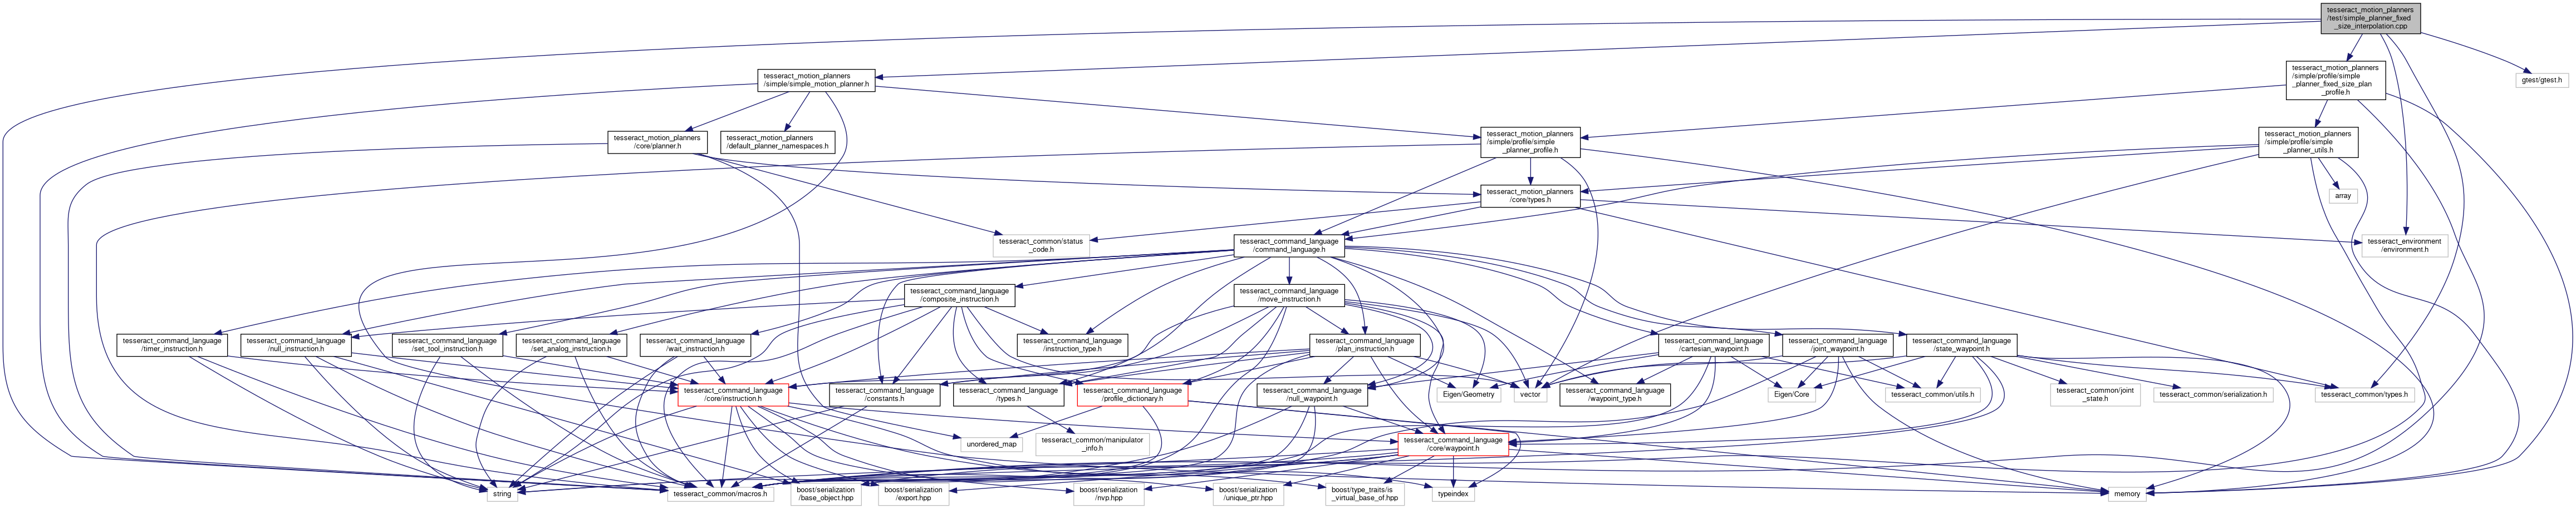 tesseract_motion_planners
/test/simple_planner_fixed
_size_interpolation.cpp
tesseract_motion_planners
/simple/simple_motion_planner.h
tesseract_motion_planners
/simple/profile/simple
_planner_fixed_size_plan
_profile.h
gtest/gtest.h
tesseract_motion_planners
/core/planner.h
tesseract_motion_planners
/default_planner_namespaces.h
tesseract_motion_planners
/simple/profile/simple
_planner_profile.h
tesseract_motion_planners
/simple/profile/simple
_planner_utils.h
tesseract_motion_planners
/core/types.h
array
tesseract_common/status
_code.h
tesseract_command_language
/command_language.h
tesseract_environment
/environment.h
tesseract_command_language
/composite_instruction.h
tesseract_command_language
/move_instruction.h
tesseract_command_language
/timer_instruction.h
tesseract_command_language
/null_instruction.h
tesseract_command_language
/set_tool_instruction.h
tesseract_command_language
/set_analog_instruction.h
tesseract_command_language
/wait_instruction.h
tesseract_command_language
/instruction_type.h
tesseract_command_language
/plan_instruction.h
tesseract_command_language
/cartesian_waypoint.h
tesseract_command_language
/joint_waypoint.h
tesseract_command_language
/state_waypoint.h
tesseract_command_language
/core/instruction.h
tesseract_command_language
/constants.h
tesseract_command_language
/types.h
tesseract_command_language
/profile_dictionary.h
tesseract_command_language
/null_waypoint.h
Eigen/Geometry
vector
tesseract_command_language
/waypoint_type.h
Eigen/Core
tesseract_common/utils.h
tesseract_common/joint
_state.h
tesseract_common/serialization.h
tesseract_common/types.h
unordered_map
tesseract_common/manipulator
_info.h
tesseract_command_language
/core/waypoint.h
string
tesseract_common/macros.h
boost/serialization
/base_object.hpp
boost/serialization
/export.hpp
boost/serialization
/nvp.hpp
boost/serialization
/unique_ptr.hpp
boost/type_traits/is
_virtual_base_of.hpp
typeindex
memory